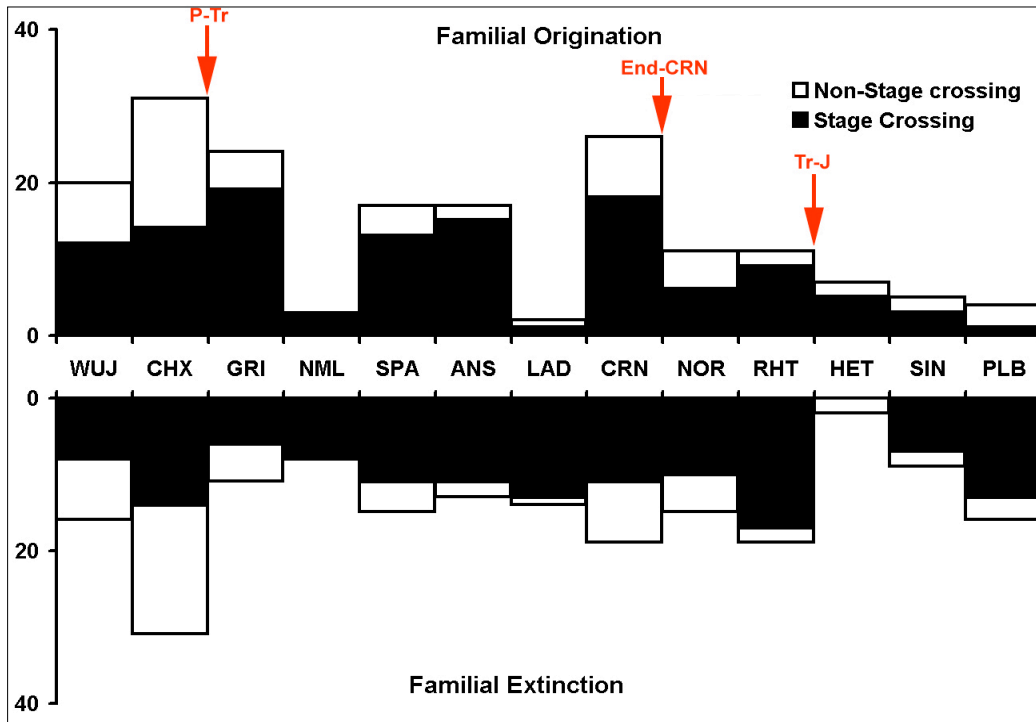 P-Tr
40
Familial Origination
End-CRN
Non-Stage crossing
Stage Crossing
Tr-J
20
0
WUJ CHX GRI NML SPA ANS LAD CRN NOR RHT HET SIN PLB
0
20
Familial Extinction
40